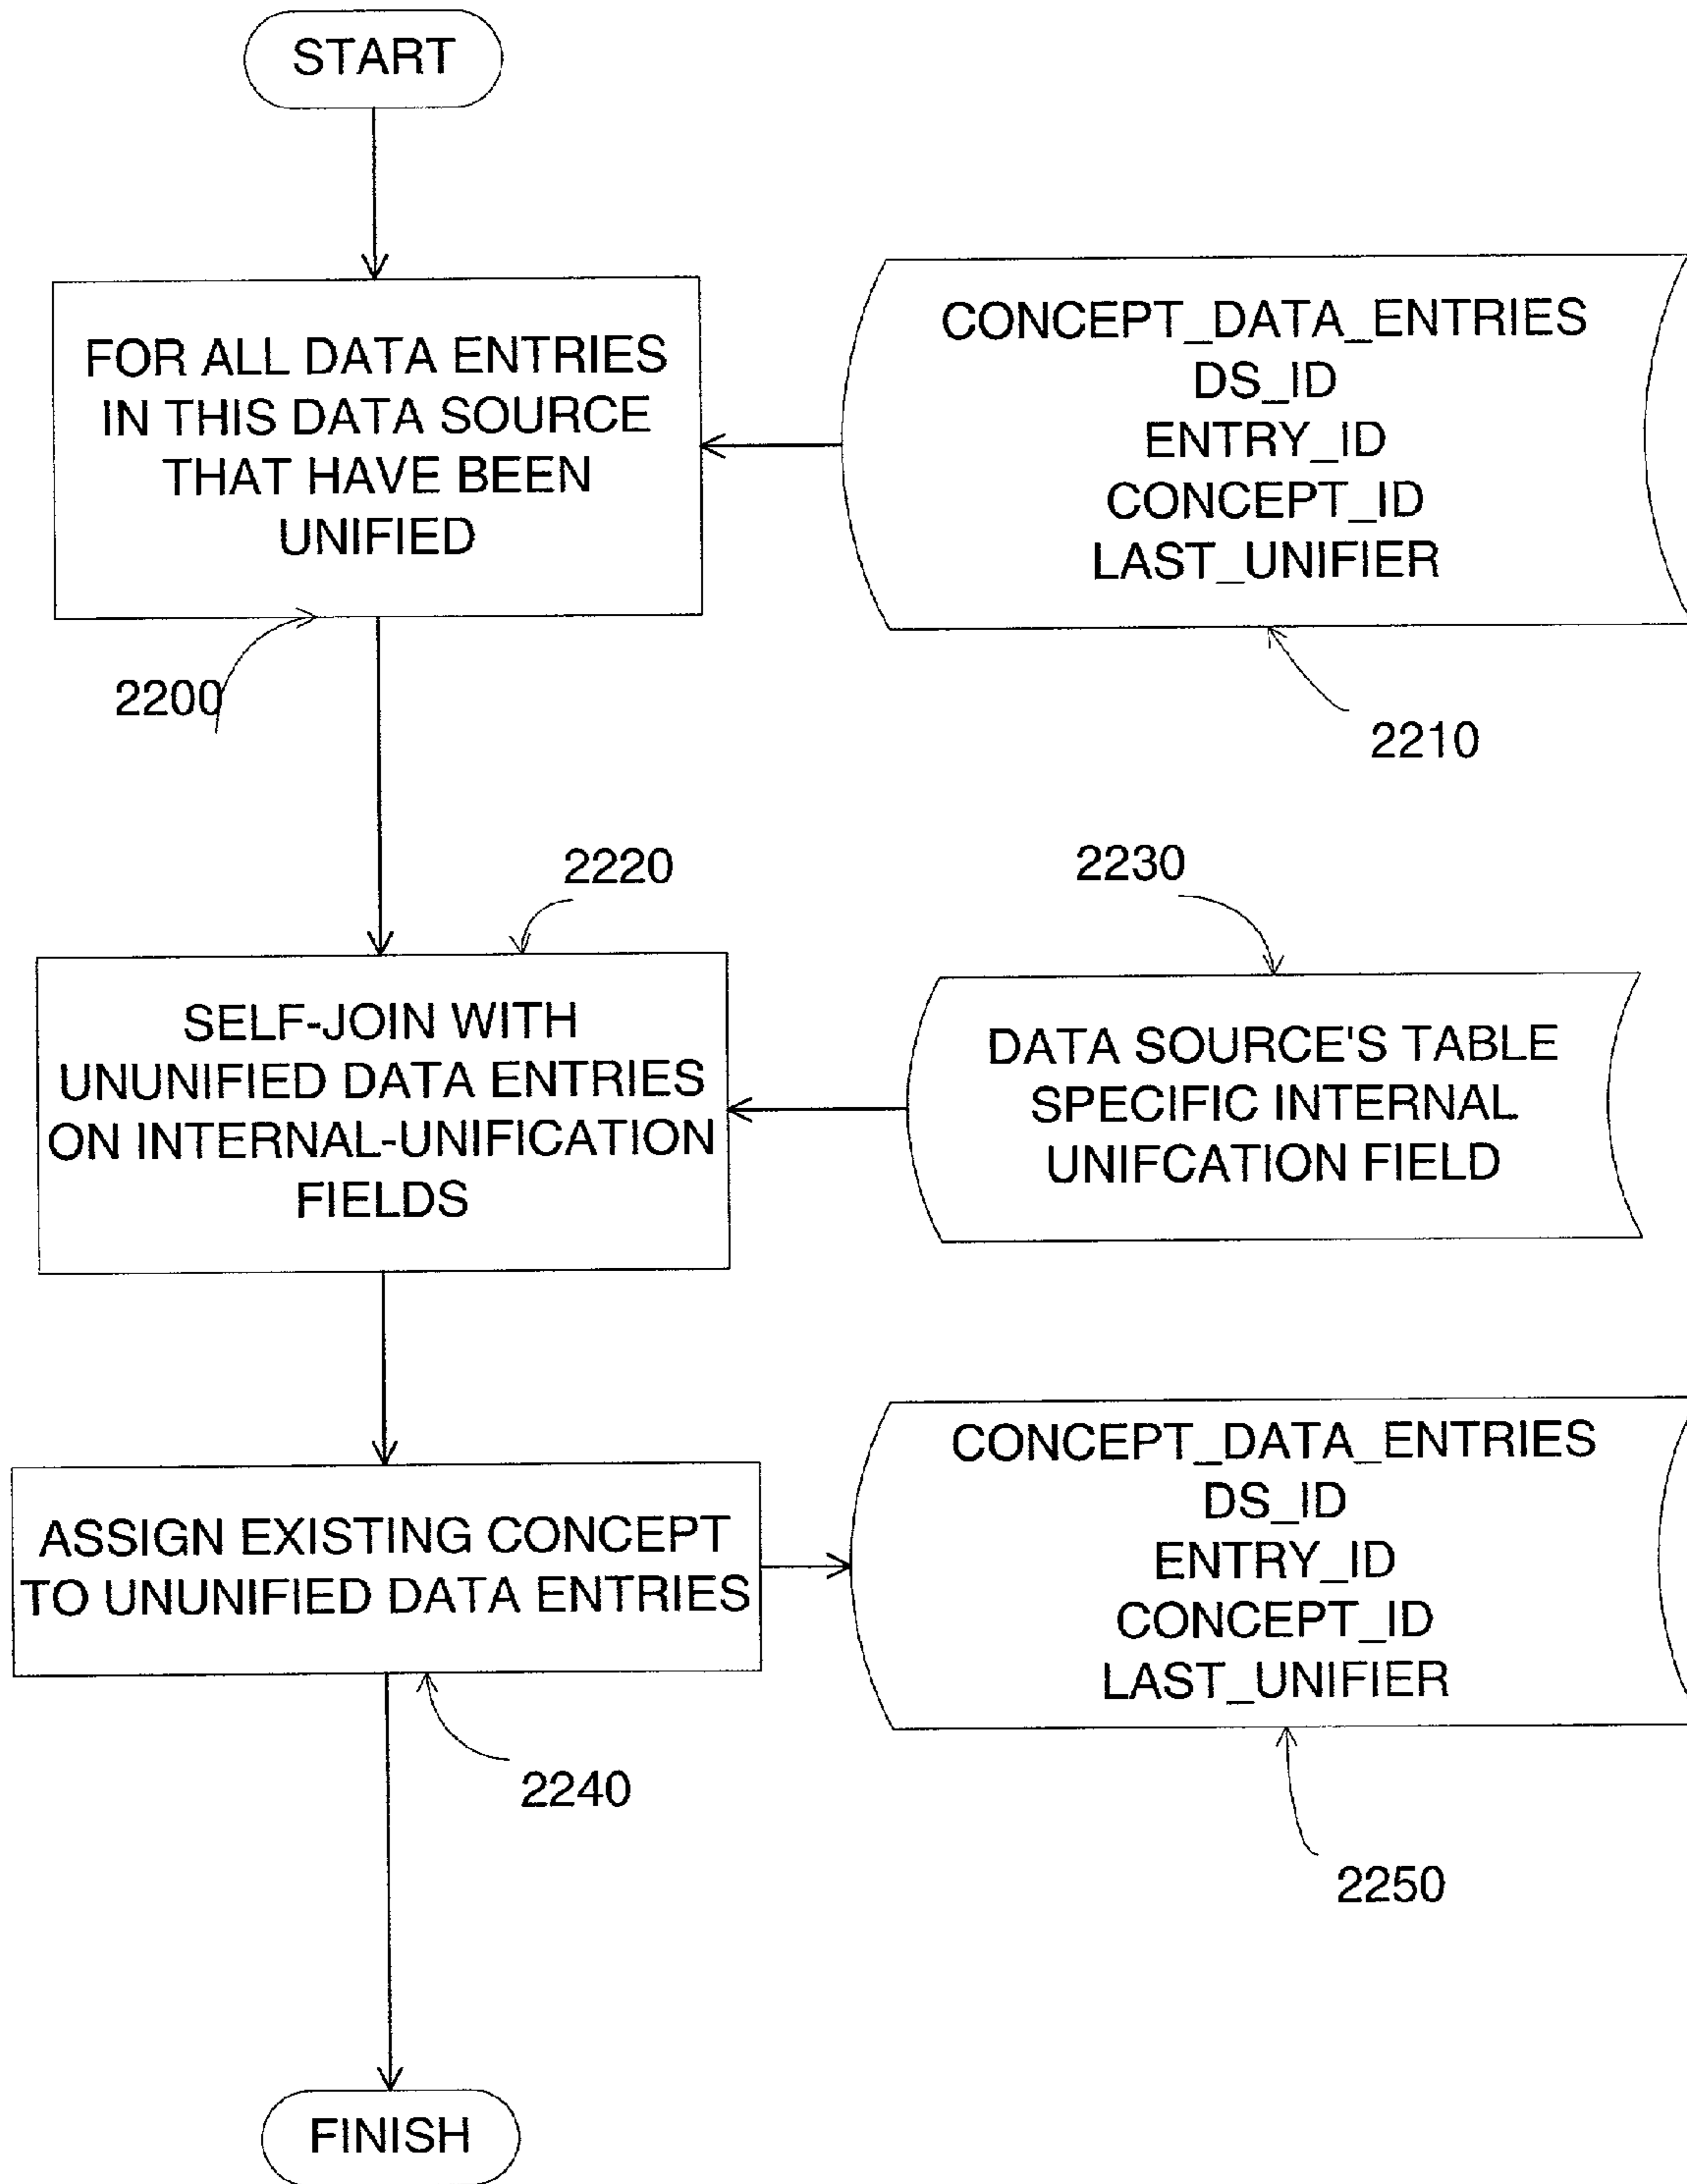 START
FOR ALL DATA ENTRIES
IN THIS DATA SOURCE
THAT HAVE BEEN
UNIFIED
CONCEPT_DATA_ENTRIES
DS_ID
ENTRY_ID
CONCEPT_ID
LAST_UNIFIER
2200
2210
2220
2230
SELF-JOIN WITH
UNUNIFIED DATA ENTRIES
ON INTERNAL-UNIFICATION
FIELDS
DATA SOURCE'S TABLE
SPECIFIC INTERNAL
UNIFCATION FIELD
ASSIGN EXISTING CONCEPT
TO UNUNIFIED DATA ENTRIES
CONCEPT_DATA_ENTRIES
DS_ID
ENTRY_ID
CONCEPT_ID
LAST_UNIFIER
2240
2250
FINISH